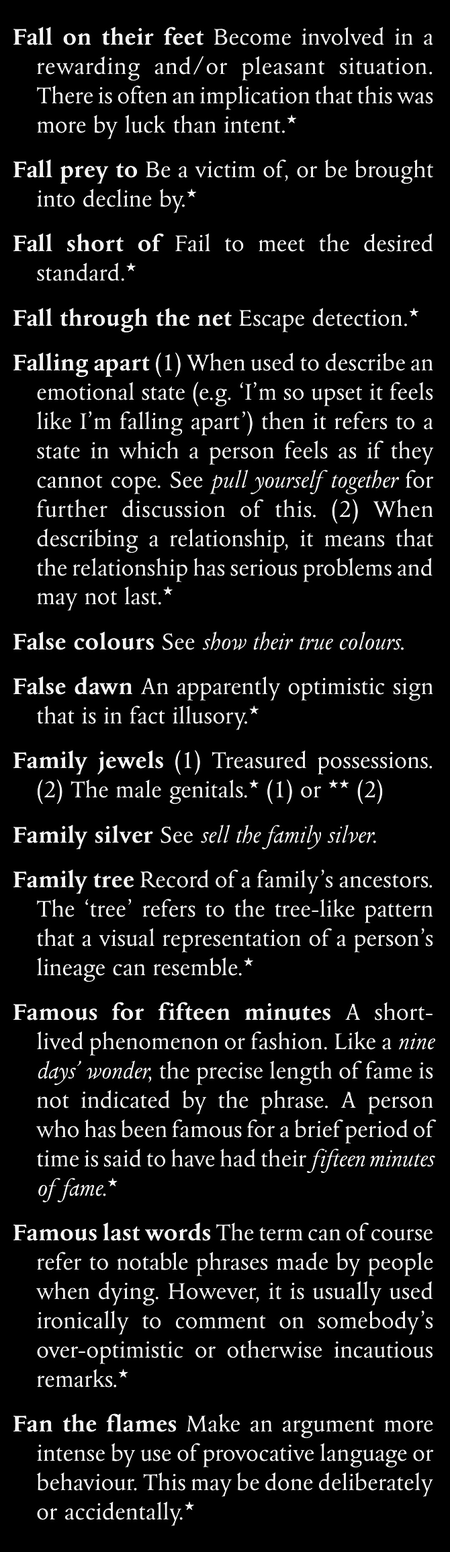 Fall on their feet Become involved in a
rewarding and/or pleasant situation.
There is often an implication that this was
more by luck than intent.★
Fall prey to Be a victim of, or be brought
into decline by.★
Fall short of Fail to meet the desired
standard.★
Fall through the net Escape detection.★
Falling apart (1) When used to describe an
emotional state (e.g. ‘I’m so upset it feels
like I’m falling apart’) then it refers to a
state in which a person feels as if they
cannot cope. See pull yourself together for
further discussion of this. (2) When
describing a relationship, it means that
the relationship has serious problems and
may not last.★
False colours See show their true colours.
False dawn An apparently optimistic sign
that is in fact illusory.★
Family jewels (1) Treasured possessions.
(2) The male genitals.★ (1) or ★★ (2)
Family silver See sell the family silver.
Family tree Record of a family’s ancestors.
The ‘tree’ refers to the tree-like pattern
that a visual representation of a person’s
lineage can resemble.★
Famous for fifteen minutes A short-
lived phenomenon or fashion. Like a nine
days’ wonder, the precise length of fame is
not indicated by the phrase. A person
who has been famous for a brief period of
time is said to have had their fifteen minutes
of fame.★
Famous last words The term can of course
refer to notable phrases made by people
when dying. However, it is usually used
ironically to comment on somebody’s
over-optimistic or otherwise incautious
remarks.★
Fan the flames Make an argument more
intense by use of provocative language or
behaviour. This may be done deliberately
or accidentally.★